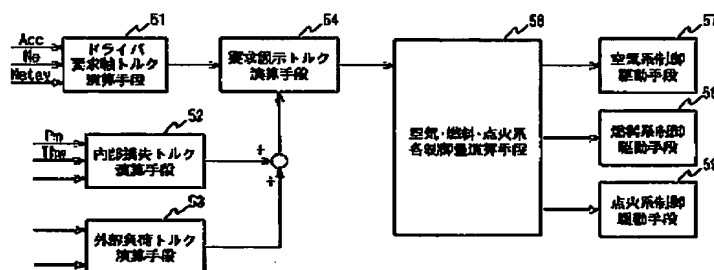 51
Acc
Ne
ドライバ
要求軸トルク
演算手段
54
要求図示トルク
演算手段
56
空気・燃料・点火系
各制御量演算手段
57
空気系制御
駆動手段
58
燃料系制御
駆動手段
59
点火系制御
駆動手段
52
Pm
Thw
内部損失トルク
演算手段
+
+
53
外部負荷トルク
演算手段